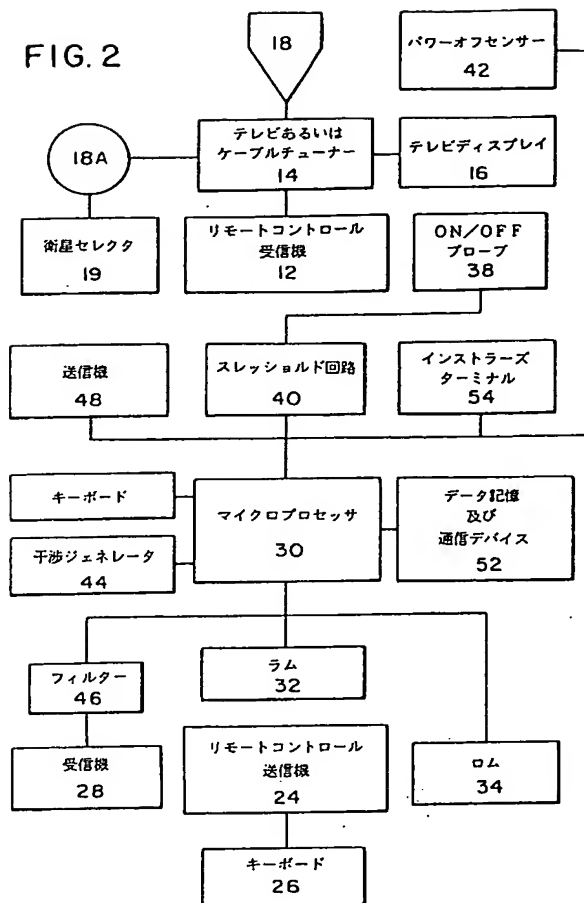 FIG. 2
18
パワーオフセンサー
42
18A
テレビあるいは
ケーブルチューナー
14
テレビディスプレイ
16
衛星セレクタ
19
リモートコントロール
受信機
12
ON/OFF
プローブ
38
送信機
48
スレッショルド回路
40
インストラーズ
ターミナル
54
キーボード
マイクロプロセッサ
30
データ記憶
及び
通信デバイス
52
干渉ジェネレータ
44
フィルター
46
ラム
32
受信機
28
リモートコントロール
送信機
24
ロム
34
キーボード
26